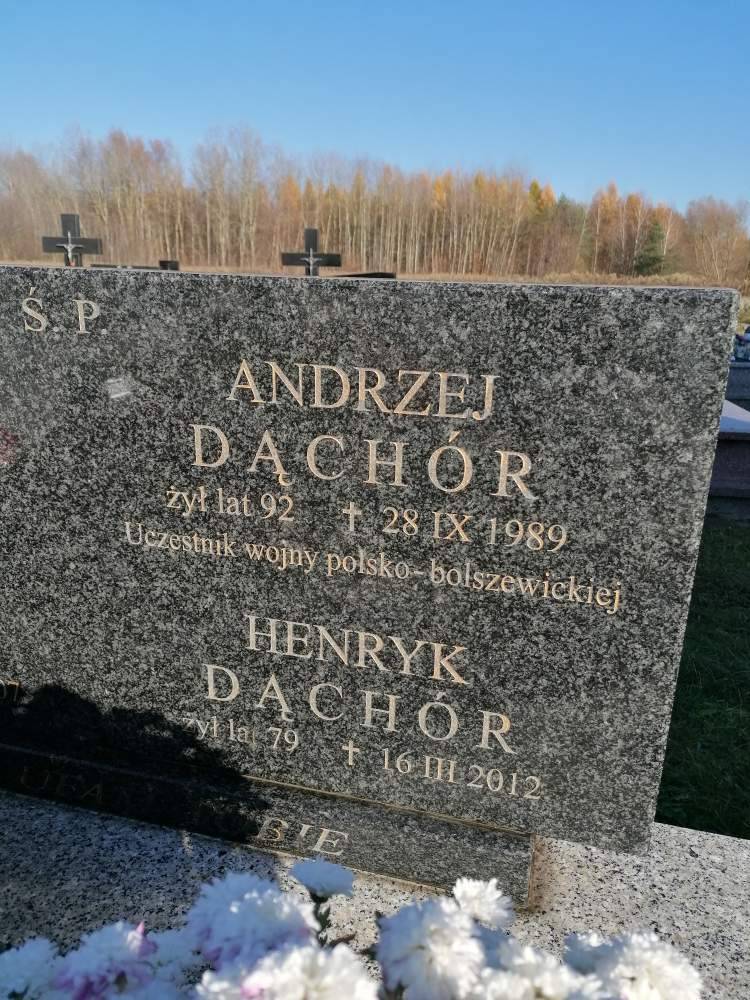 Ś. P.
ANDRZEJ
DĄCHÓR
żył lat 92 † 28 IX 1989
Uczestnik wojny polsko-bolszewickiej
HENRYK
DĄCHÓR
żył lat 79 † 16 III 2012